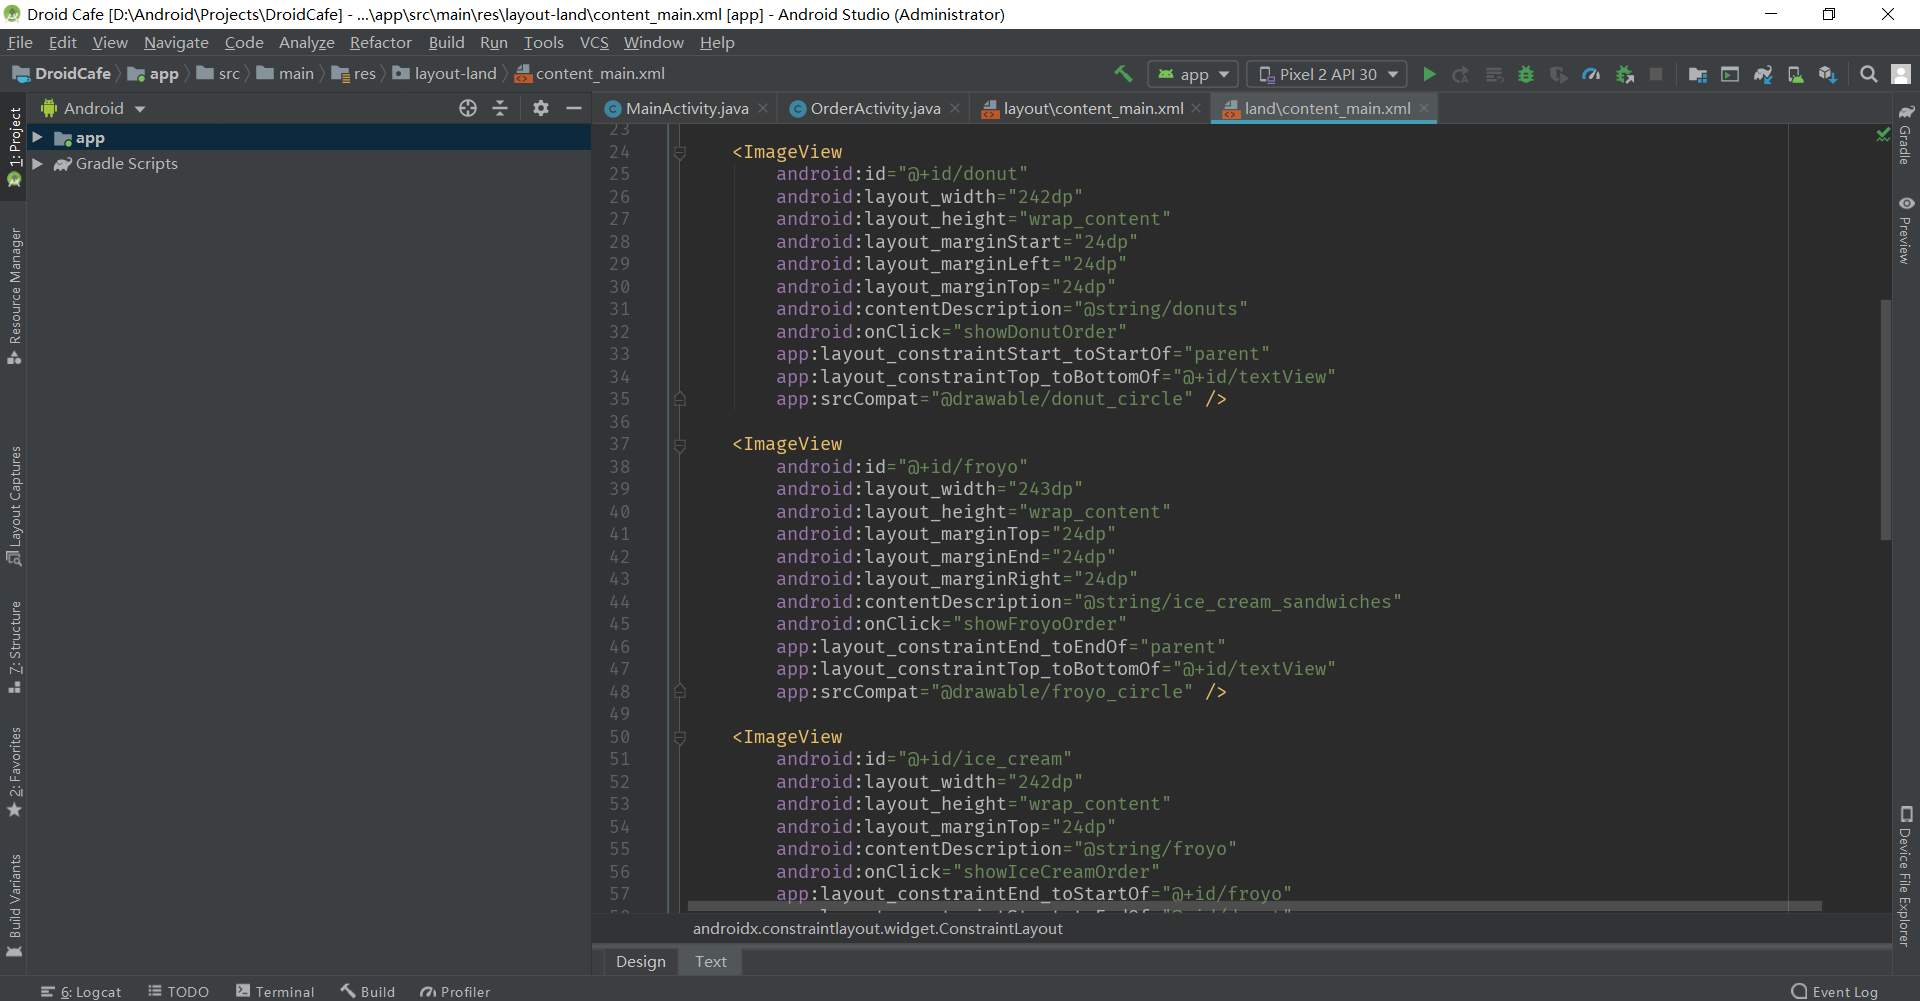 Droid Cafe [D:\Android\Projects\DroidCafe] - ...\app\src\main\res\layout-land\content_main.xml [app] - Android Studio (Administrator)
File Edit View Navigate Code Analyze Refactor Build Run Tools VCS Window Help
DroidCafe app src main res layout-land content_main.xml app Pixel 2 API 30
Android
MainActivity.java OrderActivity.java layout\content_main.xml land\content_main.xml
app
Gradle Scripts
1: Project
Resource Manager
Layout Captures
7: Structure
2: Favorites
Build Variants
23
24 <ImageView
25 android:id="@+id/donut"
26 android:layout_width="242dp"
27 android:layout_height="wrap_content"
28 android:layout_marginStart="24dp"
29 android:layout_marginLeft="24dp"
30 android:layout_marginTop="24dp"
31 android:contentDescription="@string/donuts"
32 android:onClick="showDonutOrder"
33 app:layout_constraintStart_toStartOf="parent"
34 app:layout_constraintTop_toBottomOf="@+id/textView"
35 app:srcCompat="@drawable/donut_circle" />
36
37 <ImageView
38 android:id="@+id/froyo"
39 android:layout_width="243dp"
40 android:layout_height="wrap_content"
41 android:layout_marginTop="24dp"
42 android:layout_marginEnd="24dp"
43 android:layout_marginRight="24dp"
44 android:contentDescription="@string/ice_cream_sandwiches"
45 android:onClick="showFroyoOrder"
46 app:layout_constraintEnd_toEndOf="parent"
47 app:layout_constraintTop_toBottomOf="@+id/textView"
48 app:srcCompat="@drawable/froyo_circle" />
49
50 <ImageView
51 android:id="@+id/ice_cream"
52 android:layout_width="242dp"
53 android:layout_height="wrap_content"
54 android:layout_marginTop="24dp"
55 android:contentDescription="@string/froyo"
56 android:onClick="showIceCreamOrder"
57 app:layout_constraintEnd_toStartOf="@+id/froyo"
androidx.constraintlayout.widget.ConstraintLayout
Design Text
Gradle
Preview
Device File Explorer
6: Logcat TODO Terminal Build Profiler Event Log